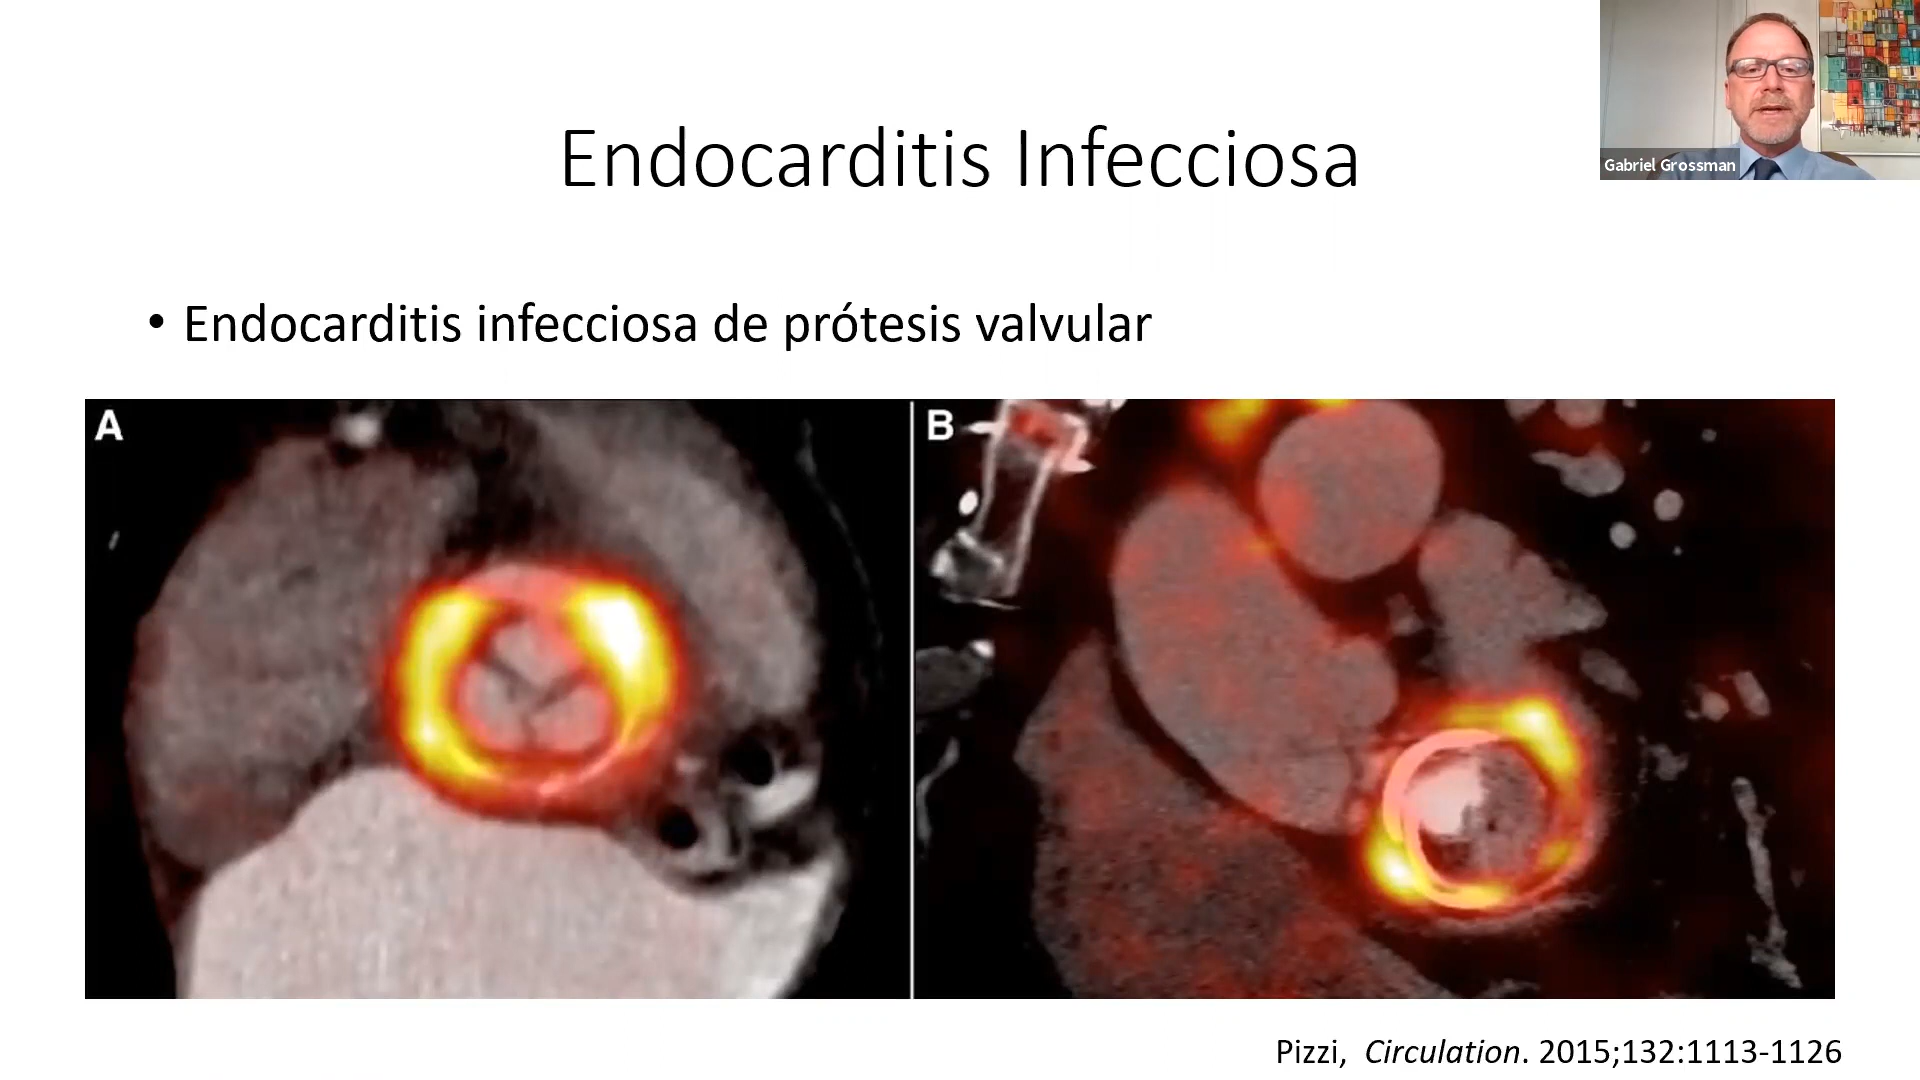 Endocarditis Infecciosa
Gabriel Grossman
• Endocarditis infecciosa de prótesis valvular
A
B
Pizzi, Circulation. 2015;132:1113-1126